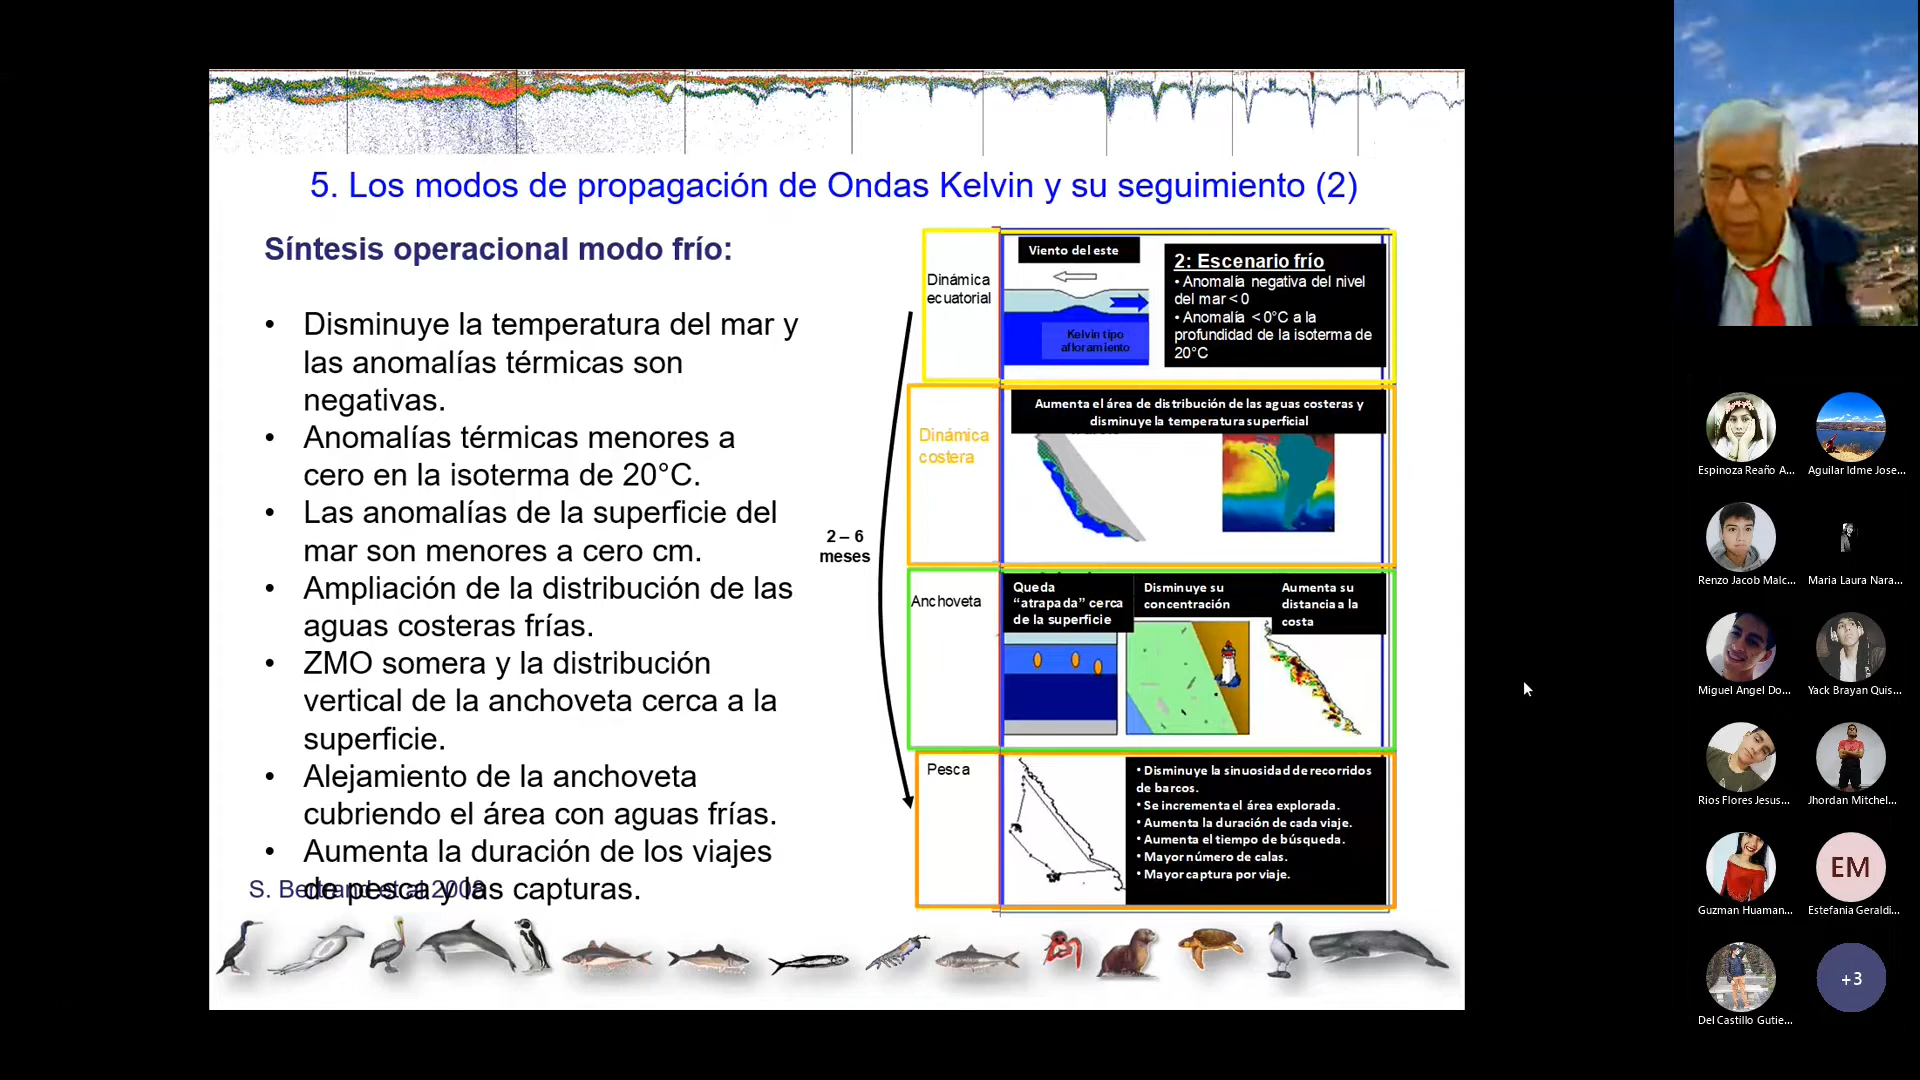 5. Los modos de propagación de Ondas Kelvin y su seguimiento (2)
Síntesis operacional modo frío:
• Disminuye la temperatura del mar y
las anomalías térmicas son
negativas.
• Anomalías térmicas menores a
cero en la isoterma de 20°C.
• Las anomalías de la superficie del
mar son menores a cero cm.
• Ampliación de la distribución de las
aguas costeras frías.
• ZMO somera y la distribución
vertical de la anchoveta cerca a la
superficie.
• Alejamiento de la anchoveta
cubriendo el área con aguas frías.
• Aumenta la duración de los viajes
de pesca y las capturas.
S. Bertrand et al 2008
2 – 6
meses
Dinámica
ecuatorial
Viento del este
Kelvin tipo
afloramiento
2: Escenario frío
• Anomalía negativa del nivel
del mar < 0
• Anomalía < 0°C a la
profundidad de la isoterma de
20°C
Dinámica
costera
Aumenta el área de distribución de las aguas costeras y
disminuye la temperatura superficial
Anchoveta
Queda
“atrapada” cerca
de la superficie
Disminuye su
concentración
Aumenta su
distancia a la
costa
Pesca
• Disminuye la sinuosidad de recorridos
de barcos.
• Se incrementa el área explorada.
• Aumenta la duración de cada viaje.
• Aumenta el tiempo de búsqueda.
• Mayor número de calas.
• Mayor captura por viaje.
Espinoza Reaño A...
Aguilar Idme Jose...
Renzo Jacob Malc...
Maria Laura Nara...
Miguel Angel Do...
Yack Brayan Quis...
Rios Flores Jesus...
Jhordan Mitchel...
Guzman Huaman...
EM
Estefania Geraldi...
Del Castillo Gutie...
+3